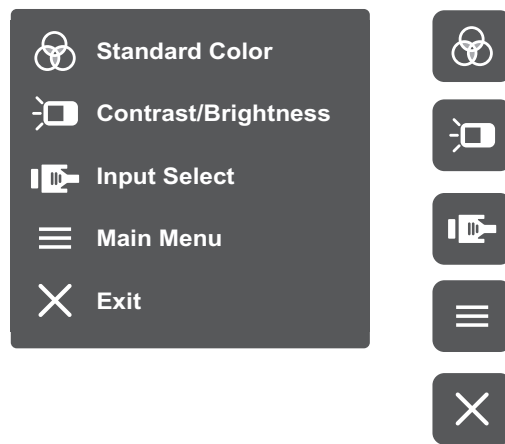 Standard Color
Contrast/Brightness
Input Select
Main Menu
Exit